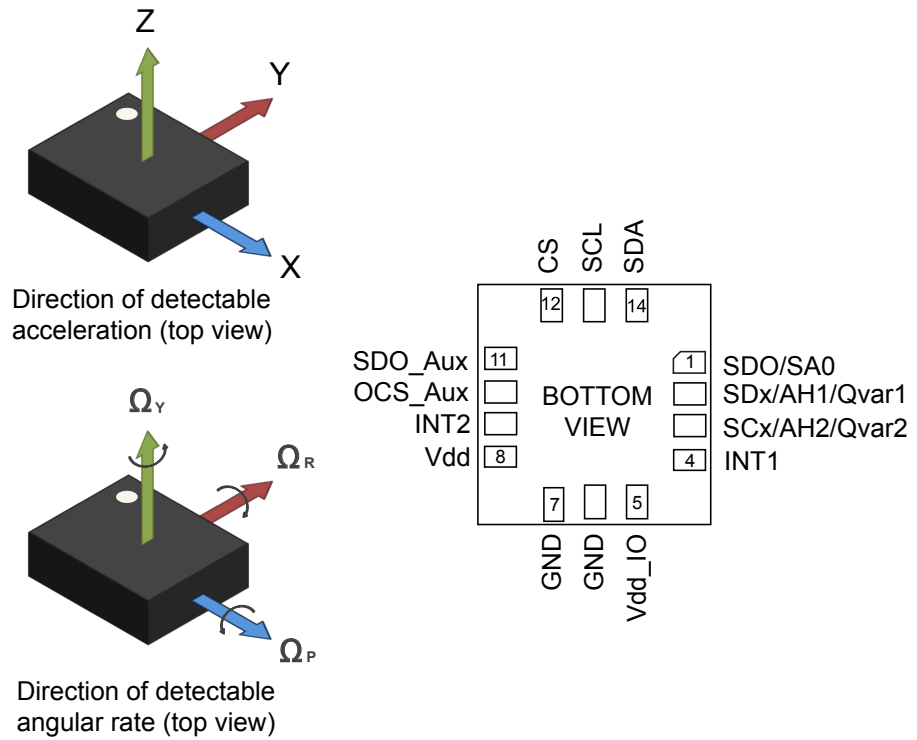 Z
Y
X
Direction of detectable
acceleration (top view)
ΩY
ΩR
ΩP
Direction of detectable
angular rate (top view)
CS
SCL
SDA
12
14
SDO_Aux
11
1
SDO/SA0
OCS_Aux
BOTTOM
SDx/AH1/Qvar1
INT2
VIEW
SCx/AH2/Qvar2
Vdd
8
4
INT1
7
5
GND
GND
Vdd_IO